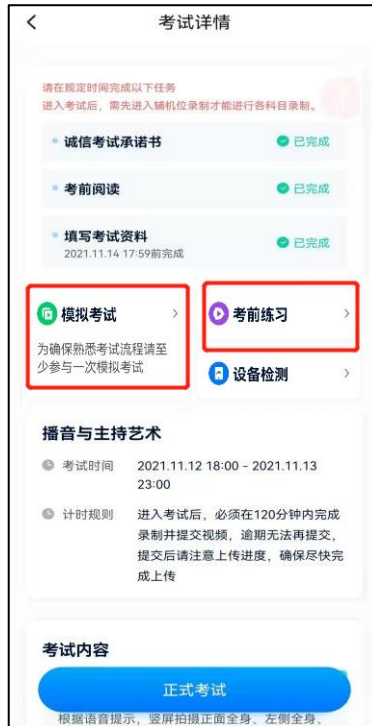 考试详情
请在规定时间完成以下任务
进入考试后，需先进入辅机位录制才能进行各科目录制。
诚信考试承诺书 已完成
考前阅读 已完成
填写考试资料 已完成
2021.11.14 17:59前完成
模拟考试
为确保熟悉考试流程请至
少参与一次模拟考试
考前练习
设备检测
播音与主持艺术
考试时间 2021.11.12 18:00 - 2021.11.13
23:00
计时规则 进入考试后，必须在120分钟内完成
录制并提交视频，逾期无法再提交，
提交后请注意上传进度，确保尽快完
成上传
考试内容
正式考试
根据语音提示，竖屏拍摄正面全身、左侧全身、